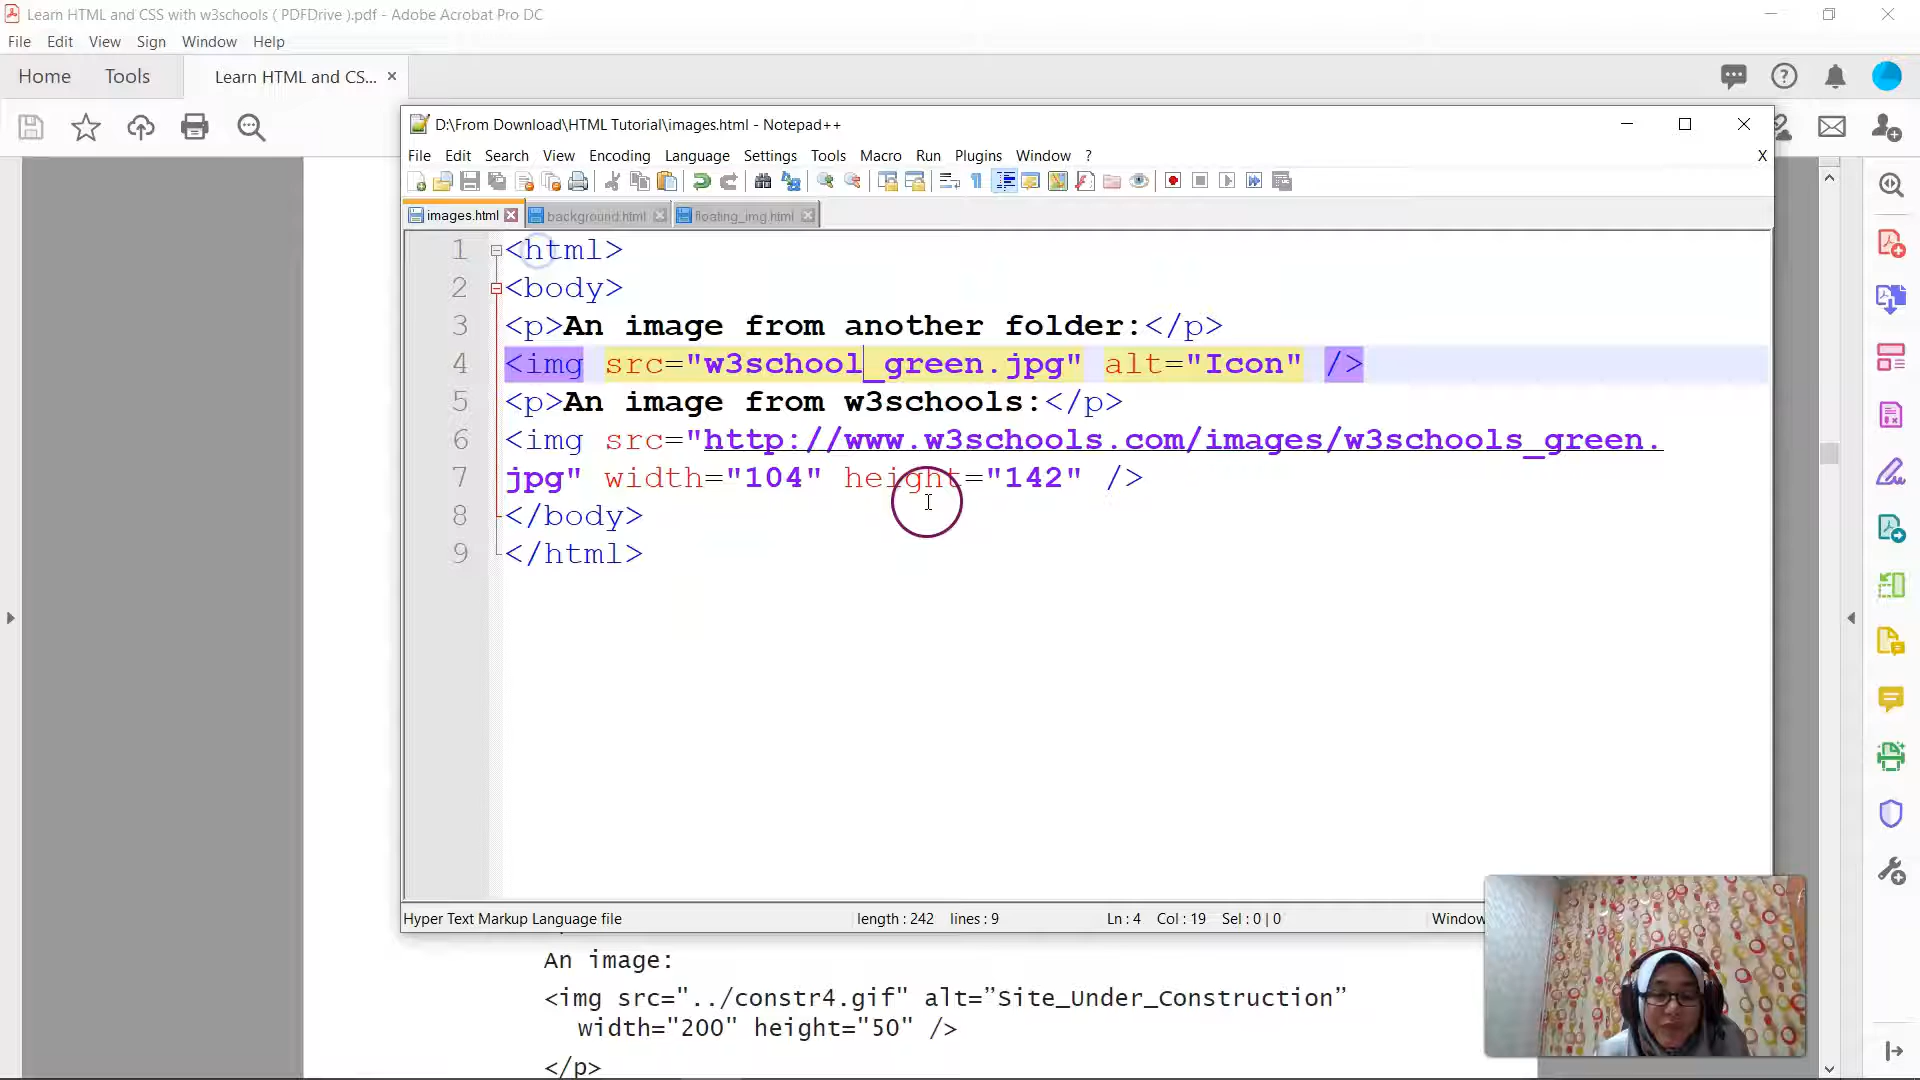 Learn HTML and CSS with w3schools ( PDFDrive ).pdf - Adobe Acrobat Pro DC
File Edit View Sign Window Help
Home Tools Learn HTML and CS... ×
D:\From Download\HTML Tutorial\images.html - Notepad++
File Edit Search View Encoding Language Settings Tools Macro Run Plugins Window ? X
images.html background.html floating_img.html
1 <html>
2 <body>
3 <p>An image from another folder:</p>
4 <img src="w3school_green.jpg" alt="Icon" />
5 <p>An image from w3schools:</p>
6 <img src="http://www.w3schools.com/images/w3schools_green.
7 jpg" width="104" height="142" />
8 </body>
9 </html>
Hyper Text Markup Language file length : 242 lines : 9 Ln : 4 Col : 19 Sel : 0 | 0 Window
An image:
<img src="../constr4.gif" alt=”Site_Under_Construction”
width="200" height="50" />
</p>